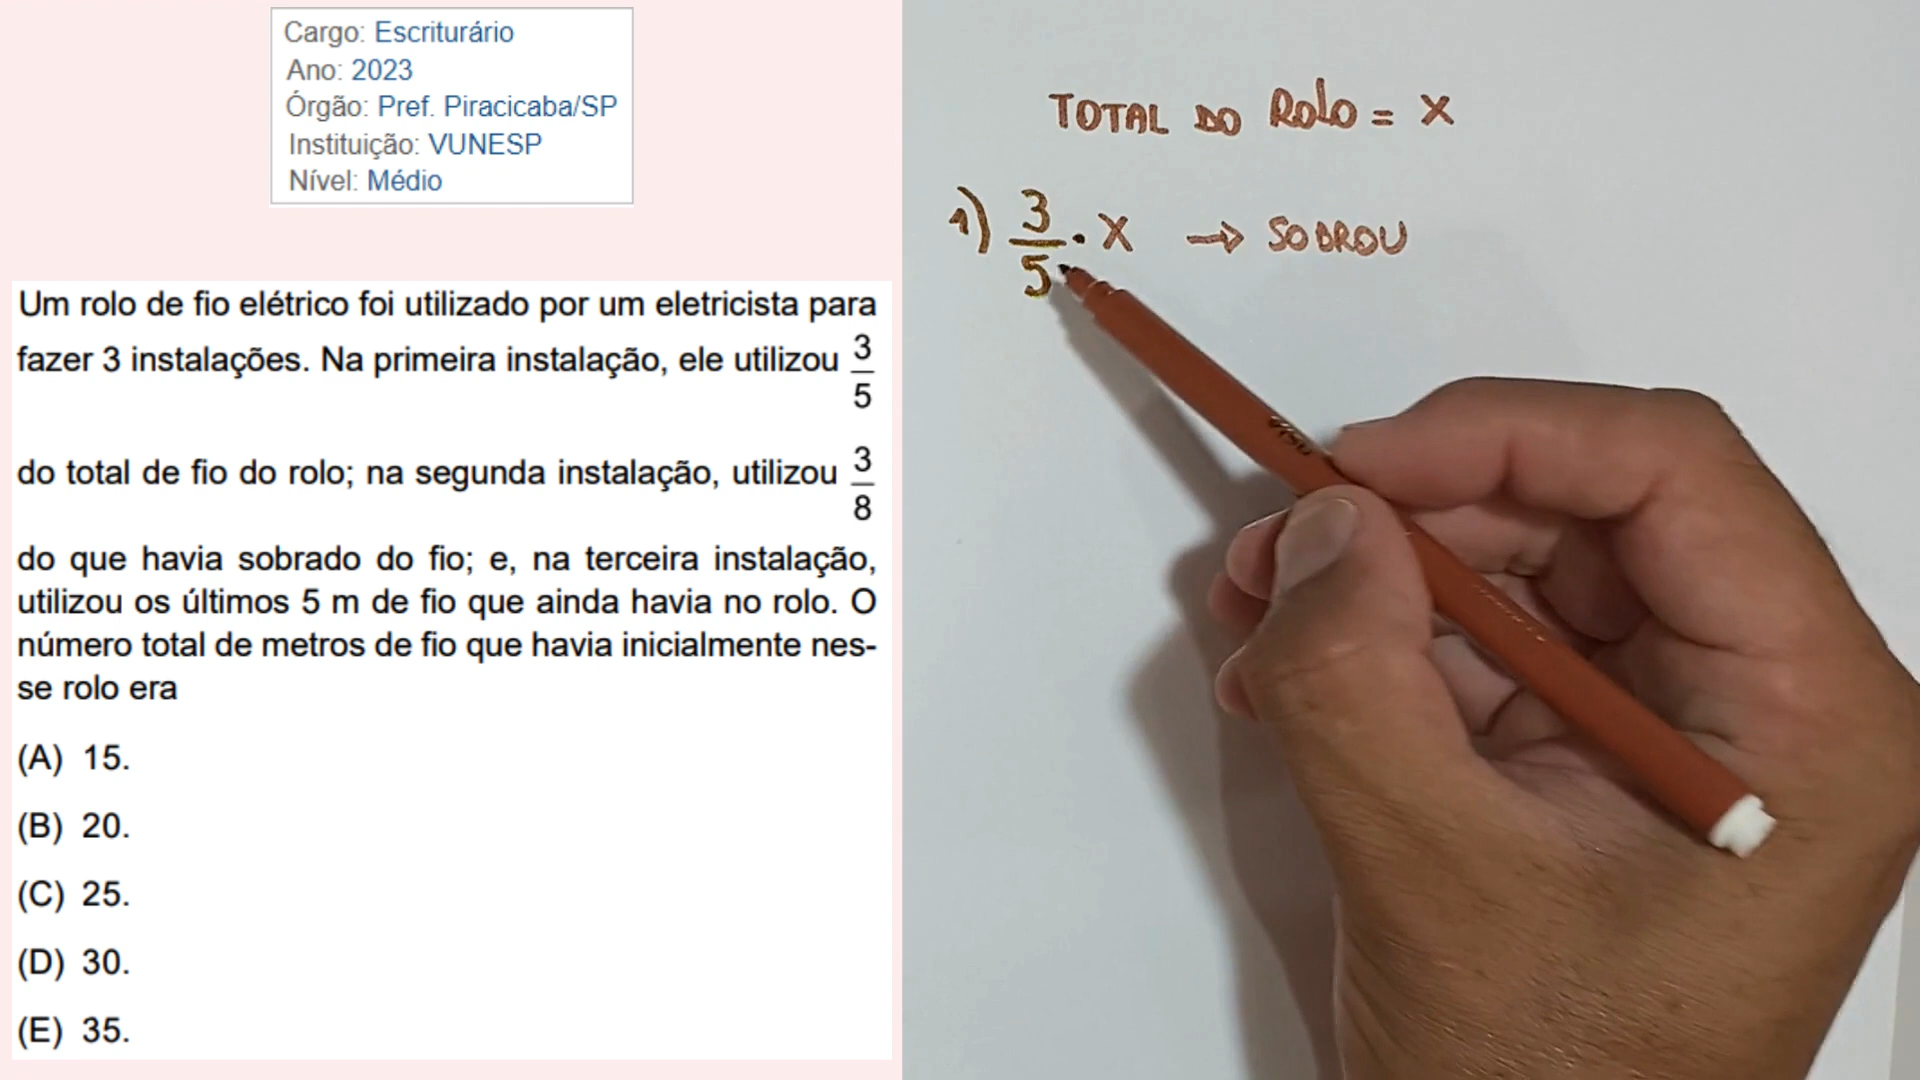 Cargo: Escriturário
Ano: 2023
Órgão: Pref. Piracicaba/SP
Instituição: VUNESP
Nível: Médio
Um rolo de fio elétrico foi utilizado por um eletricista para
fazer 3 instalações. Na primeira instalação, ele utilizou 3/5
do total de fio do rolo; na segunda instalação, utilizou 3/8
do que havia sobrado do fio; e, na terceira instalação,
utilizou os últimos 5 m de fio que ainda havia no rolo. O
número total de metros de fio que havia inicialmente nes-
se rolo era
(A) 15.
(B) 20.
(C) 25.
(D) 30.
(E) 35.
TOTAL DO ROLO = X
1) 3/5 · X → SOBROU